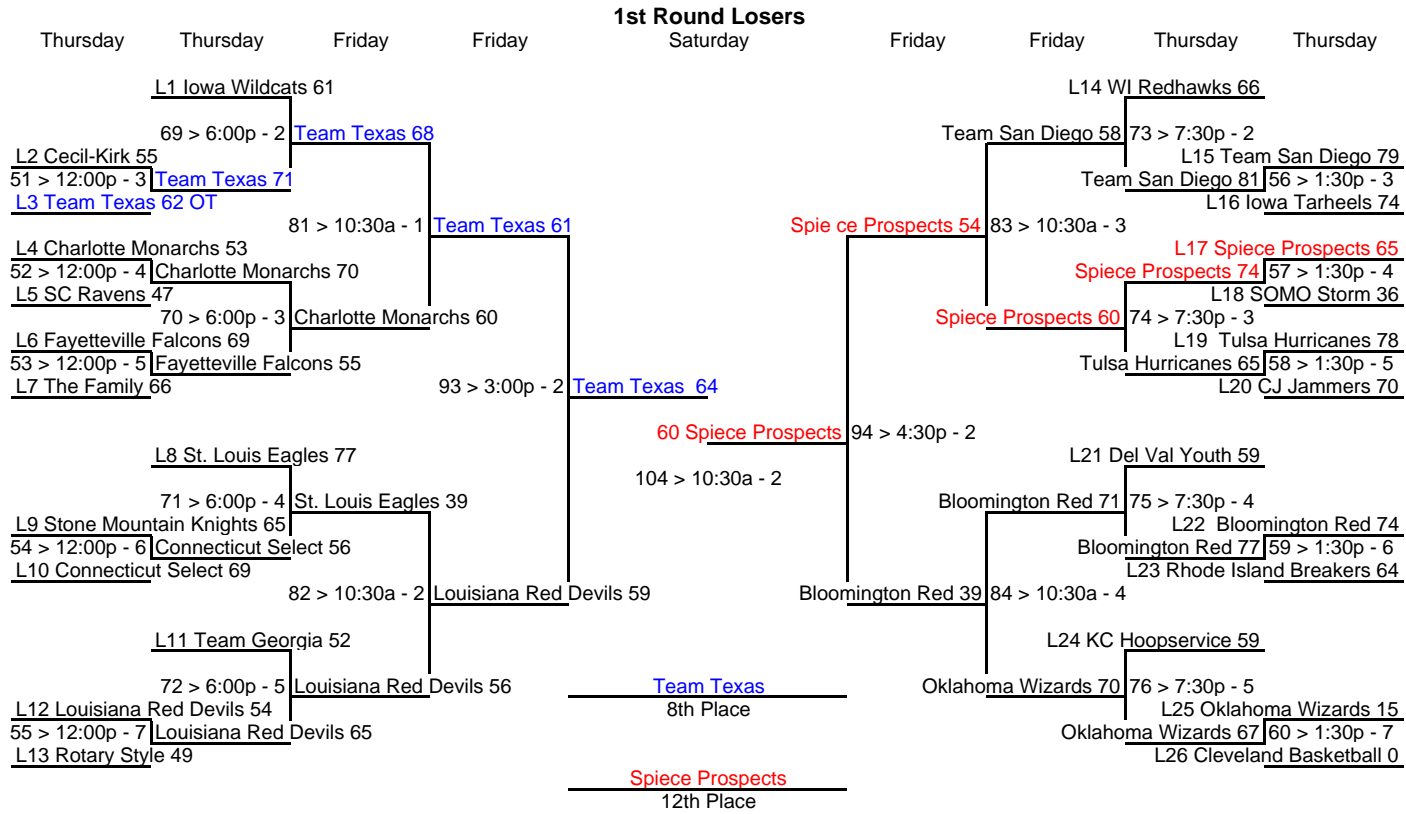 1st Round Losers
Thursday Thursday Friday Friday Saturday Friday Friday Thursday Thursday
L1 Iowa Wildcats 61 L14 WI Redhawks 66
69 > 6:00p - 2 Team Texas 68 Team San Diego 58 73 > 7:30p - 2
L2 Cecil-Kirk 55 L15 Team San Diego 79
51 > 12:00p - 3 Team Texas 71 Team San Diego 81 56 > 1:30p - 3
L3 Team Texas 62 OT L16 Iowa Tarheels 74
81 > 10:30a - 1 Team Texas 61 Spie ce Prospects 54 83 > 10:30a - 3
L4 Charlotte Monarchs 53 L17 Spiece Prospects 65
52 > 12:00p - 4 Charlotte Monarchs 70 Spiece Prospects 74 57 > 1:30p - 4
L5 SC Ravens 47 L18 SOMO Storm 36
70 > 6:00p - 3 Charlotte Monarchs 60 Spiece Prospects 60 74 > 7:30p - 3
L6 Fayetteville Falcons 69 L19 Tulsa Hurricanes 78
53 > 12:00p - 5 Fayetteville Falcons 55 Tulsa Hurricanes 65 58 > 1:30p - 5
L7 The Family 66 93 > 3:00p - 2 Team Texas 64 L20 CJ Jammers 70
60 Spiece Prospects 94 > 4:30p - 2
L8 St. Louis Eagles 77 L21 Del Val Youth 59
104 > 10:30a - 2
71 > 6:00p - 4 St. Louis Eagles 39 Bloomington Red 71 75 > 7:30p - 4
L9 Stone Mountain Knights 65 L22 Bloomington Red 74
54 > 12:00p - 6 Connecticut Select 56 Bloomington Red 77 59 > 1:30p - 6
L10 Connecticut Select 69 L23 Rhode Island Breakers 64
82 > 10:30a - 2 Louisiana Red Devils 59 Bloomington Red 39 84 > 10:30a - 4
L11 Team Georgia 52 L24 KC Hoopservice 59
72 > 6:00p - 5 Louisiana Red Devils 56 Team Texas Oklahoma Wizards 70 76 > 7:30p - 5
L12 Louisiana Red Devils 54 8th Place L25 Oklahoma Wizards 15
55 > 12:00p - 7 Louisiana Red Devils 65 Oklahoma Wizards 67 60 > 1:30p - 7
L13 Rotary Style 49 L26 Cleveland Basketball 0
Spiece Prospects
12th Place